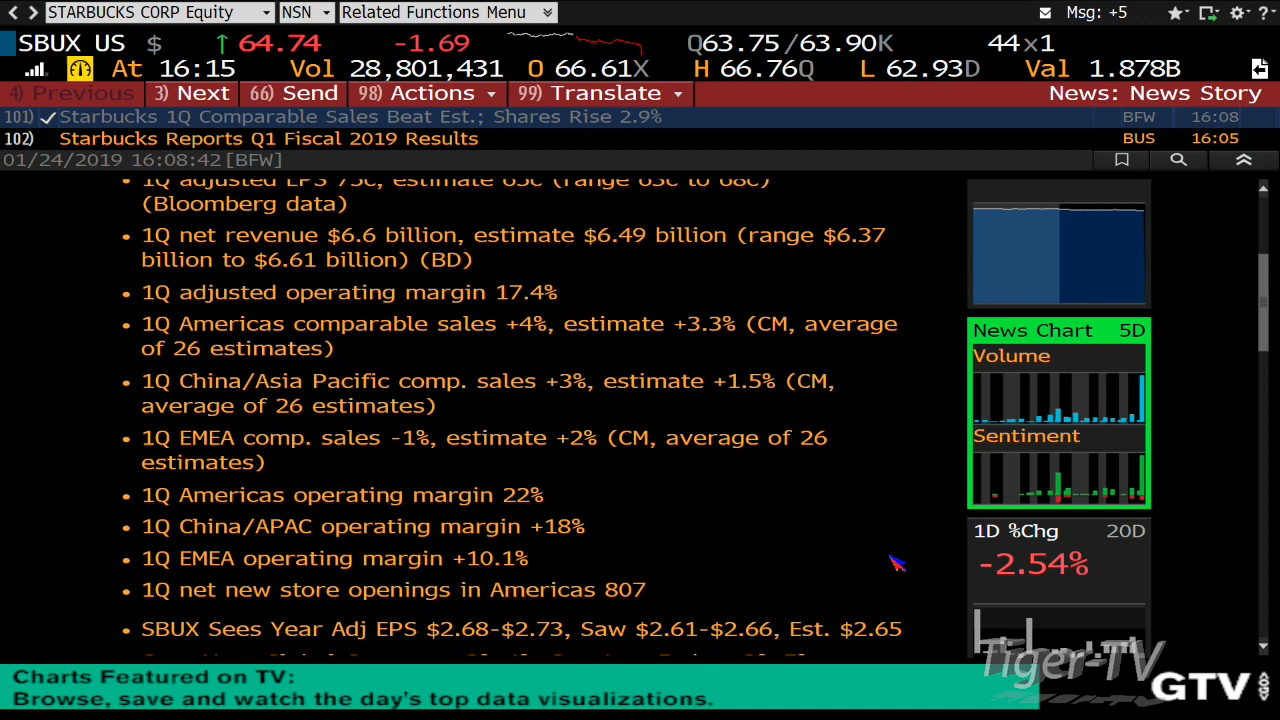 STARBUCKS CORP Equity NSN Related Functions Menu Msg: +5
SBUX US $ ↑ 64.74 -1.69 Q63.75/63.90K 44x1
At 16:15 Vol 28,801,431 O 66.61X H 66.76Q L 62.93D Val 1.878B
4) Previous 3) Next 66) Send 98) Actions 99) Translate News: News Story
101) Starbucks 1Q Comparable Sales Beat Est.; Shares Rise 2.9% BFW 16:08
102) Starbucks Reports Q1 Fiscal 2019 Results BUS 16:05
01/24/2019 16:08:42 [BFW]
• 1Q adjusted EPS 75c, estimate 65c (range 63c to 68c)
(Bloomberg data)
• 1Q net revenue $6.6 billion, estimate $6.49 billion (range $6.37
billion to $6.61 billion) (BD)
• 1Q adjusted operating margin 17.4%
• 1Q Americas comparable sales +4%, estimate +3.3% (CM, average
of 26 estimates)
• 1Q China/Asia Pacific comp. sales +3%, estimate +1.5% (CM,
average of 26 estimates)
• 1Q EMEA comp. sales -1%, estimate +2% (CM, average of 26
estimates)
• 1Q Americas operating margin 22%
• 1Q China/APAC operating margin +18%
• 1Q EMEA operating margin +10.1%
• 1Q net new store openings in Americas 807
• SBUX Sees Year Adj EPS $2.68-$2.73, Saw $2.61-$2.66, Est. $2.65
News Chart 5D
Volume
Sentiment
1D %Chg 20D
-2.54%
Tiger-TV
Charts Featured on TV:
Browse, save and watch the day's top data visualizations.
GTV